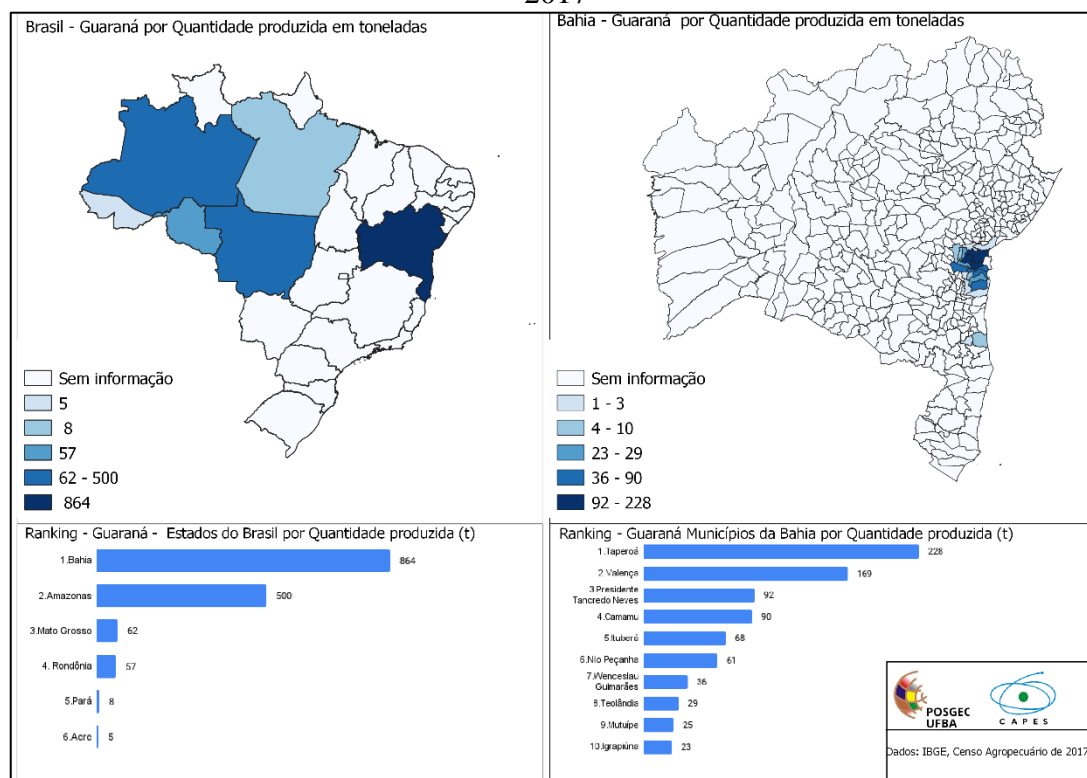 2017
Brasil - Guaraná por Quantidade produzida em toneladas
Sem informação
5
8
57
62 - 500
864
Bahia - Guaraná por Quantidade produzida em toneladas
Sem informação
1 - 3
4 - 10
23 - 29
36 - 90
92 - 228
Ranking - Guaraná - Estados do Brasil por Quantidade produzida (t)
1.Bahia 864
2.Amazonas 500
3.Mato Grosso 62
4. Rondônia 57
5.Pará 8
6.Acre 5
Ranking - Guaraná Municípios da Bahia por Quantidade produzida (t)
1.Taperoá 228
2.Valença 169
3.Presidente
Tancredo Neves 92
4.Camamu 90
5.Ituberá 68
6.Nilo Peçanha 61
7.Wenceslau
Guimarães 36
8.Teolândia 29
9.Mutuípe 25
10.Igrapiúna 23
POSGEC
UFBA
CAPES
Dados: IBGE, Censo Agropecuário de 2017